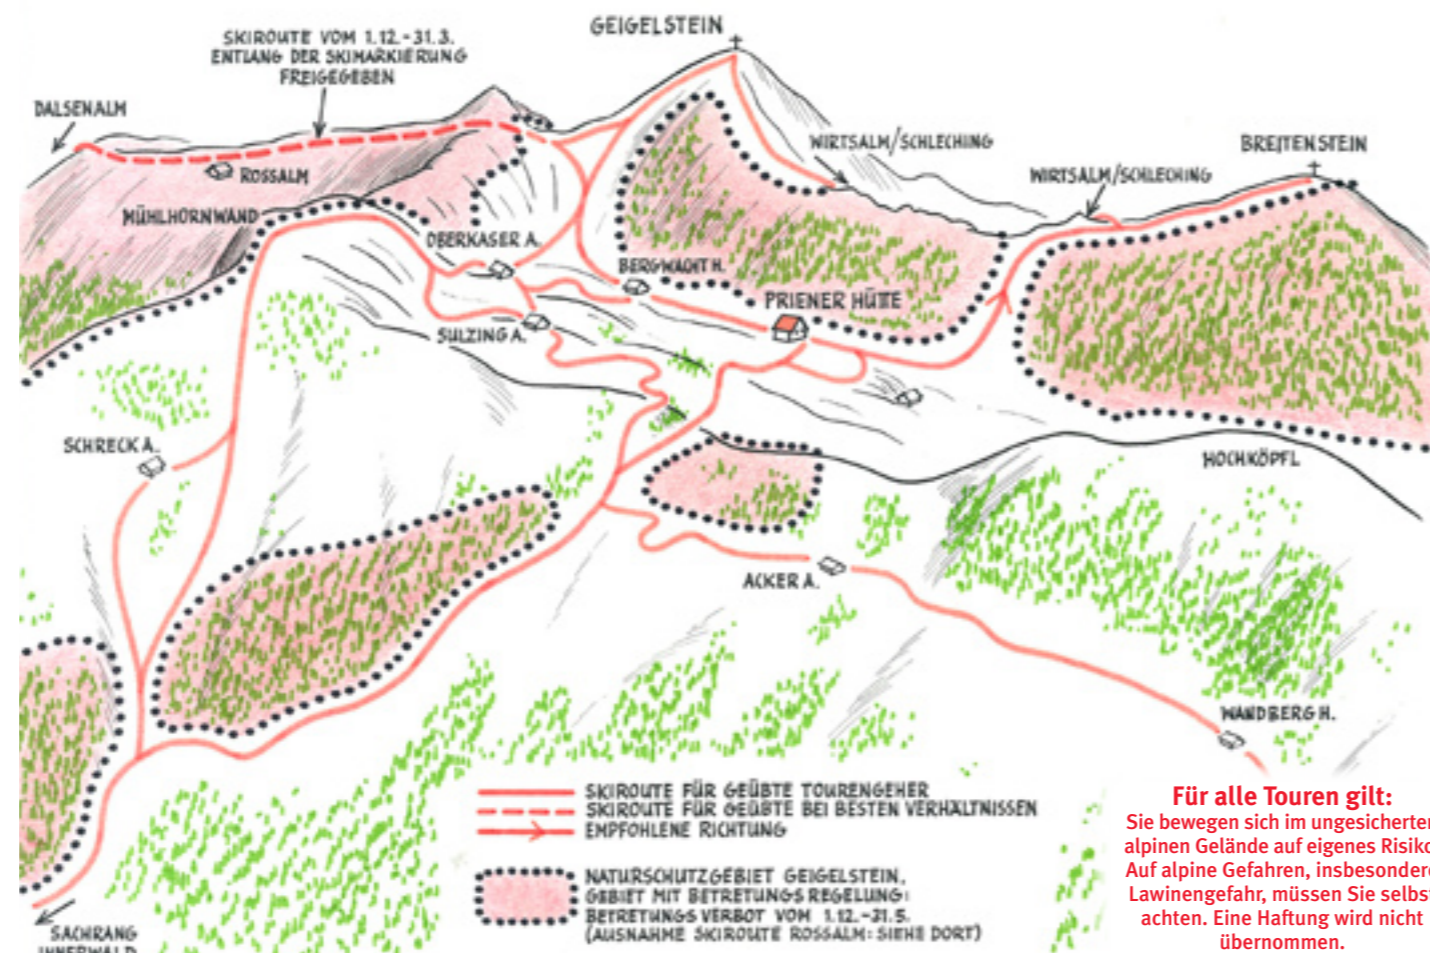 GEIGELSTEIN
SKIROUTE VOM 1.12.-31.3.
ENTLANG DER SKIMARKIERUNG
FREIGEGEBEN
DALSENALM
WIRTSALM/SCHLECHING
BREITENSTEIN
ROSSALM
WIRTSALM/SCHLECHING
MÜHLHORNWAND
OBERKASER A.
BERGWACHT H.
PRIENER HÜTTE
SULZING A.
SCHRECK A.
HOCHKÖPFL
ACKER A.
WANDBERG H.
SKIROUTE FÜR GEÜBTE TOURENGEHER
SKIROUTE FÜR GEÜBTE BEI BESTEN VERHÄLTNISSEN
EMPFOHLENE RICHTUNG
NATURSCHUTZGEBIET GEIGELSTEIN,
GEBIET MIT BETRETUNGSREGELUNG:
BETRETUNGSVERBOT VOM 1.12.-31.5.
(AUSNAHME SKIROUTE ROSSALM: SIEHE DORT)
Für alle Touren gilt:
Sie bewegen sich im ungesicherten
alpinen Gelände auf eigenes Risiko
Auf alpine Gefahren, insbesondere
Lawinengefahr, müssen Sie selbst
achten. Eine Haftung wird nicht
übernommen.
SACHRANG
INNERWALD